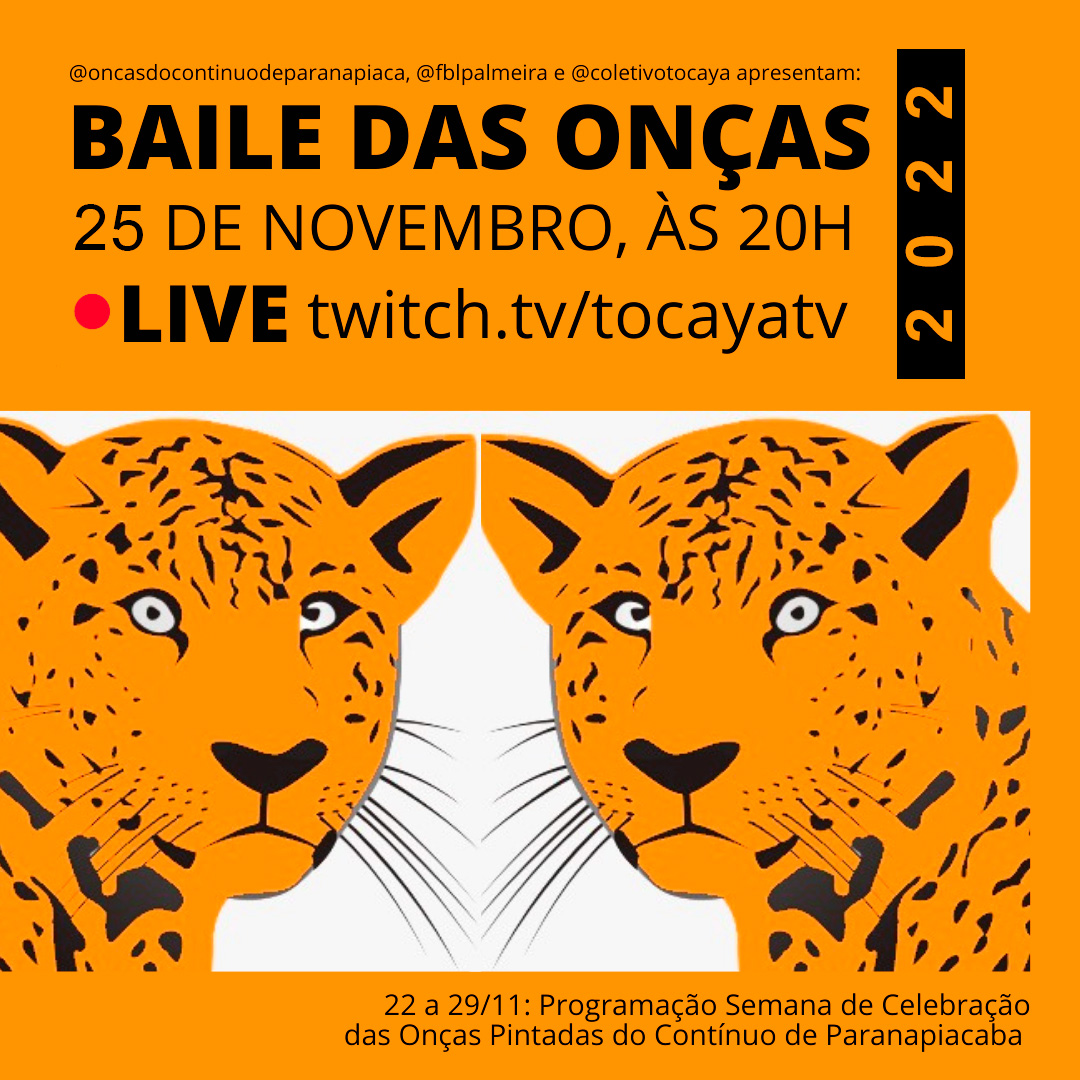 @oncasdocontinuodeparanapiaca, @fblpalmeira e @coletivotocaya apresentam:
BAILE DAS ONÇAS
25 DE NOVEMBRO, ÀS 20H
LIVE twitch.tv/tocayatv
2022
22 a 29/11: Programação Semana de Celebração
das Onças Pintadas do Contínuo de Paranapiacaba